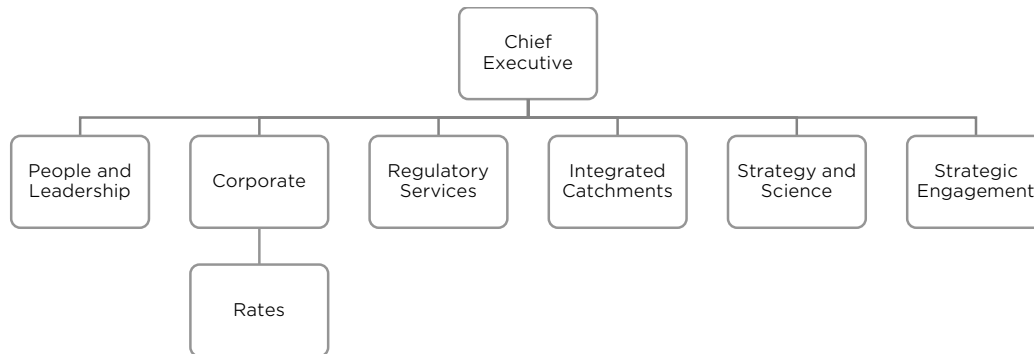 Chief
Executive
People and
Leadership
Corporate
Regulatory
Services
Integrated
Catchments
Strategy and
Science
Strategic
Engagement
Rates